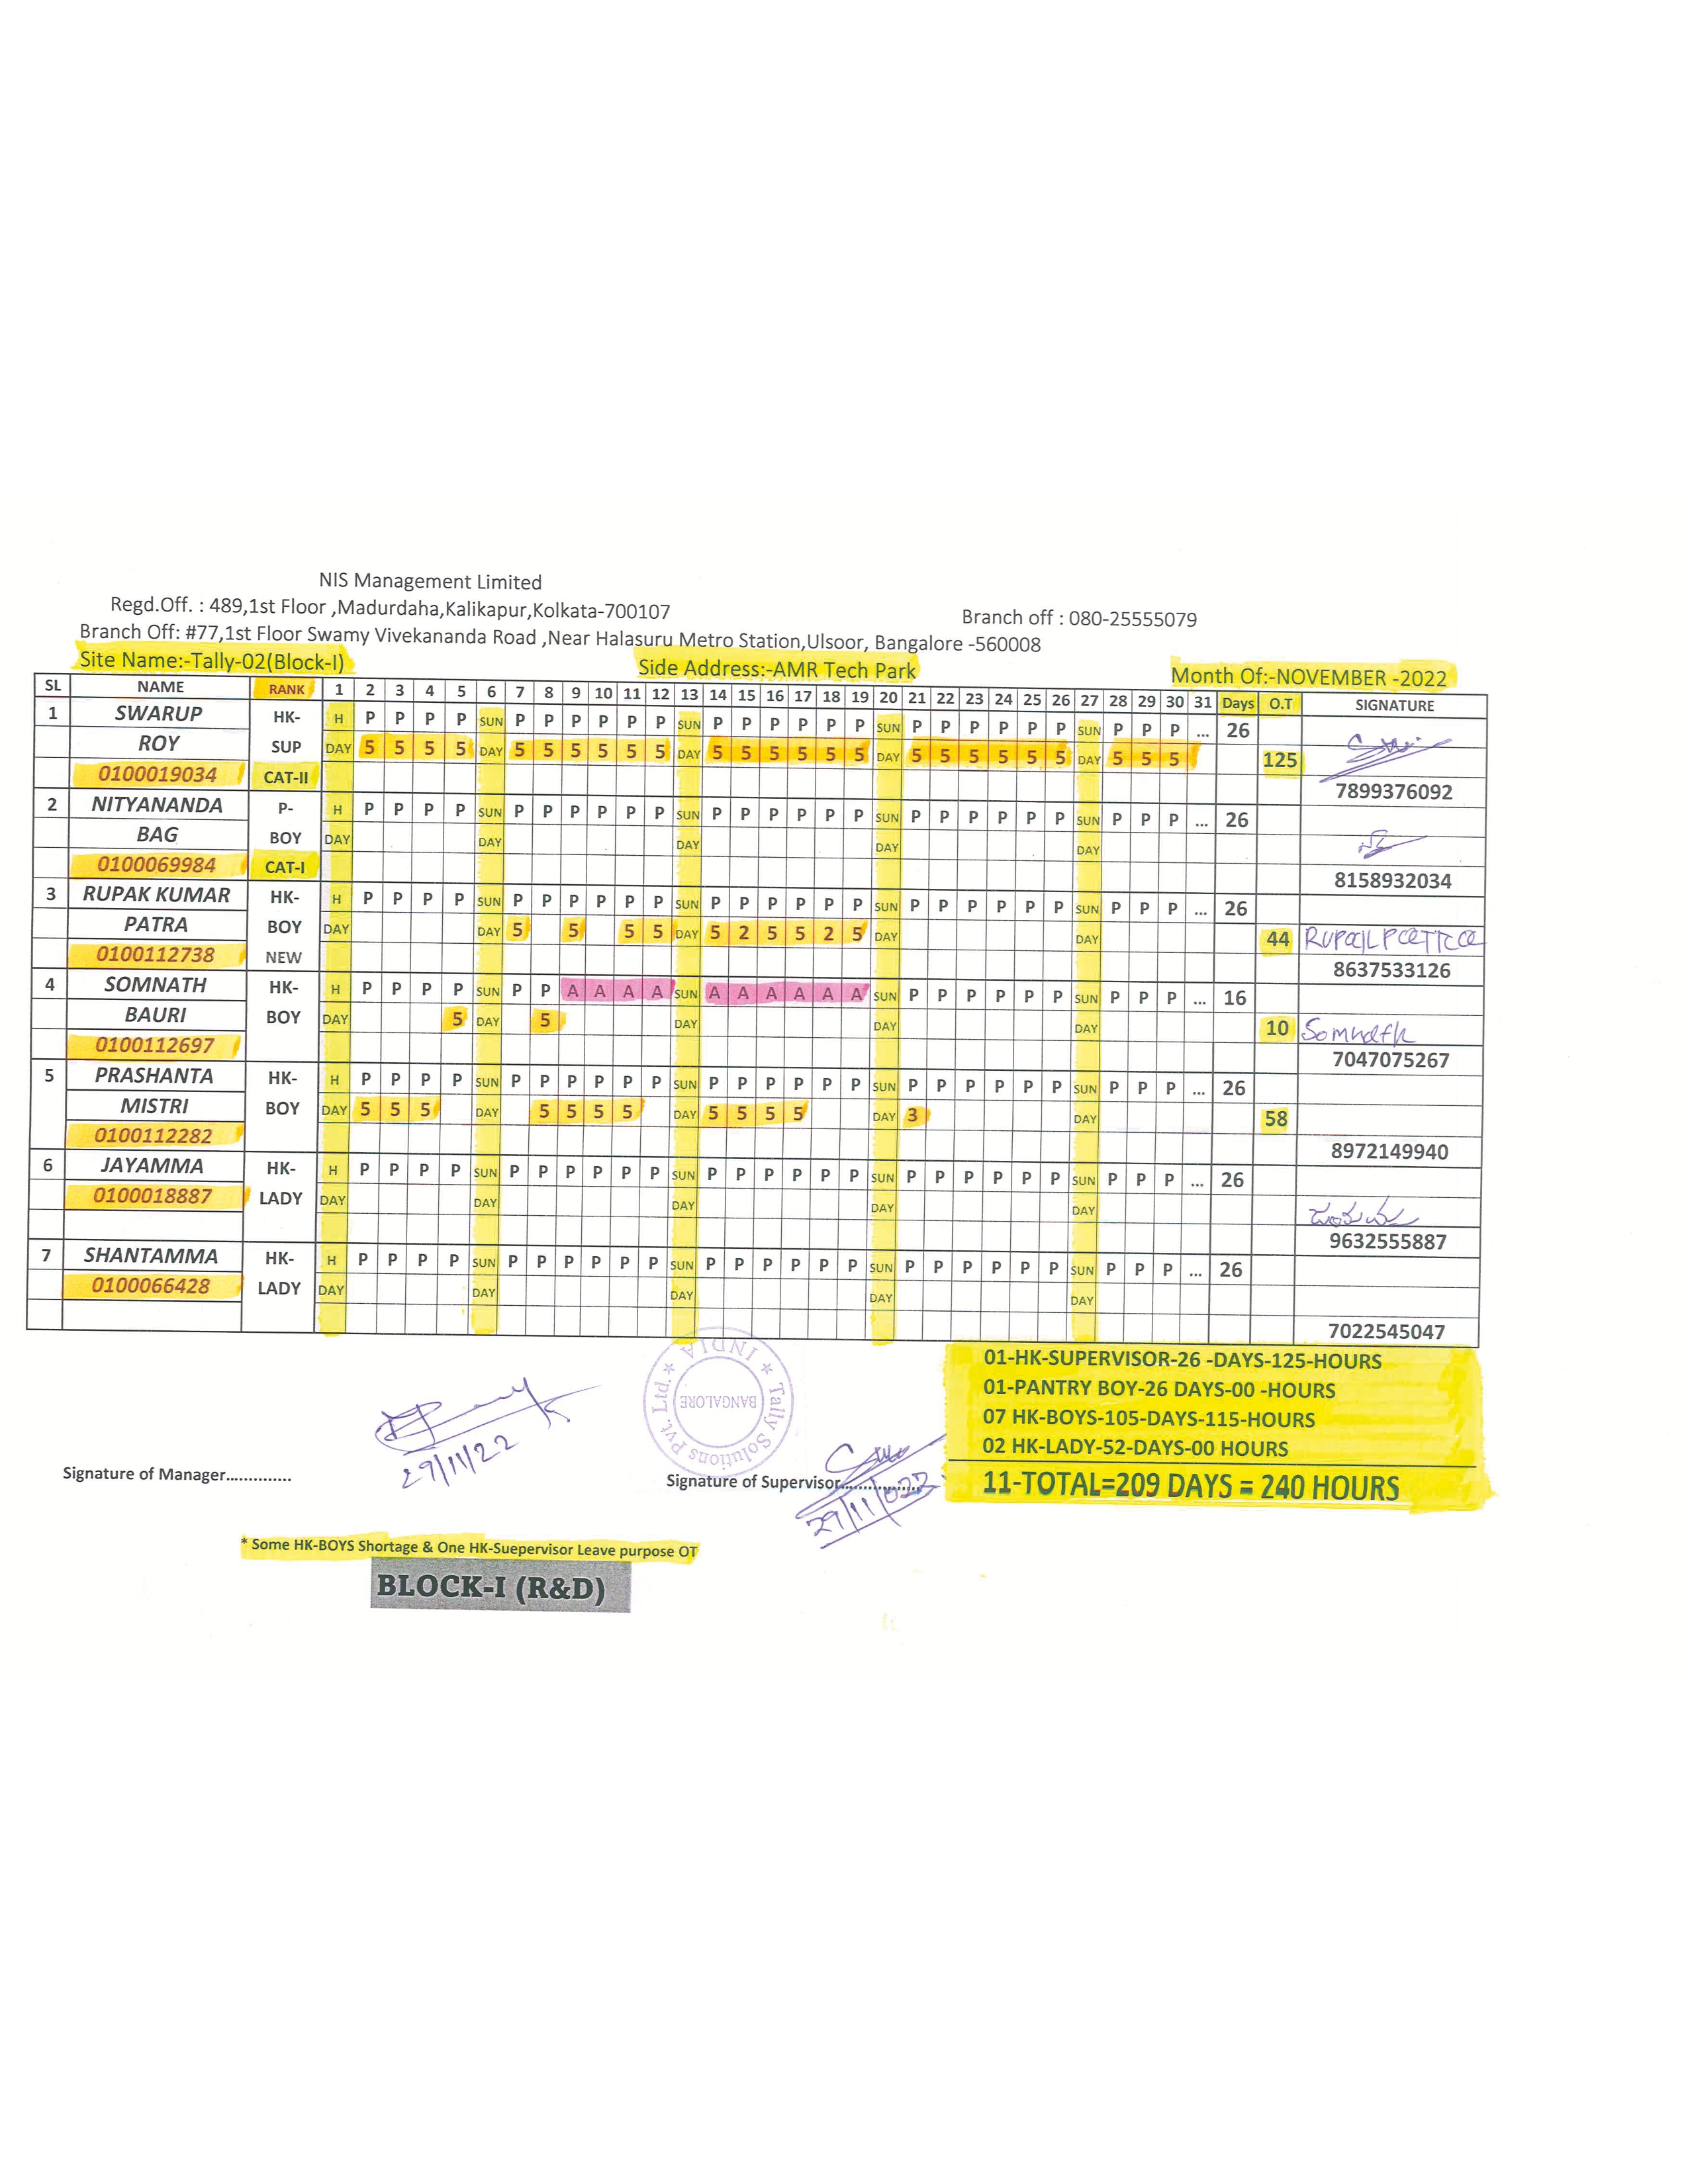 NIS Management Limited
Regd.Off. : 489,1st Floor ,Madurdaha,Kalikapur,Kolkata-700107
Branch off : 080-25555079
Branch Off: #77,1st Floor Swamy Vivekananda Road ,Near Halasuru Metro Station,Ulsoor, Bangalore -560008
Site Name:-Tally-02(Block-I) Side Address:-AMR Tech Park Month Of:-NOVEMBER -2022
SL NAME RANK 1 2 3 4 5 6 7 8 9 10 11 12 13 14 15 16 17 18 19 20 21 22 23 24 25 26 27 28 29 30 31 Days O.T SIGNATURE
1 SWARUP HK- H P P P P SUN P P P P P P SUN P P P P P P SUN P P P P P P SUN P P P ... 26
ROY SUP DAY 5 5 5 5 DAY 5 5 5 5 5 5 DAY 5 5 5 5 5 5 DAY 5 5 5 5 5 5 DAY 5 5 5 125
0100019034 CAT-II 7899376092
2 NITYANANDA P- H P P P P SUN P P P P P P SUN P P P P P P SUN P P P P P P SUN P P P ... 26
BAG BOY DAY DAY DAY DAY DAY
0100069984 CAT-I 8158932034
3 RUPAK KUMAR HK- H P P P P SUN P P P P P P SUN P P P P P P SUN P P P P P P SUN P P P ... 26
PATRA BOY DAY DAY 5 5 5 5 DAY 5 2 5 5 2 5 DAY DAY 44
0100112738 NEW 8637533126
4 SOMNATH HK- H P P P P SUN P P A A A A SUN A A A A A A SUN P P P P P P SUN P P P ... 16
BAURI BOY DAY 5 DAY 5 DAY DAY DAY 10 Somnath
0100112697 7047075267
5 PRASHANTA HK- H P P P P SUN P P P P P P SUN P P P P P P SUN P P P P P P SUN P P P ... 26
MISTRI BOY DAY 5 5 5 DAY 5 5 5 5 DAY 5 5 5 5 DAY 3 DAY 58
0100112282 8972149940
6 JAYAMMA HK- H P P P P SUN P P P P P P SUN P P P P P P SUN P P P P P P SUN P P P ... 26
0100018887 LADY DAY DAY DAY DAY DAY
9632555887
7 SHANTAMMA HK- H P P P P SUN P P P P P P SUN P P P P P P SUN P P P P P P SUN P P P ... 26
0100066428 LADY DAY DAY DAY DAY DAY
7022545047
01-HK-SUPERVISOR-26 -DAYS-125-HOURS
01-PANTRY BOY-26 DAYS-00 -HOURS
07 HK-BOYS-105-DAYS-115-HOURS
02 HK-LADY-52-DAYS-00 HOURS
11-TOTAL=209 DAYS = 240 HOURS
Tally Solutions Pvt. Ltd. * INDIA *
BANGALORE
29/11/22
Signature of Manager..............
Signature of Supervisor...................
29/11/022
* Some HK-BOYS Shortage & One HK-Suepervisor Leave purpose OT
BLOCK-I (R&D)